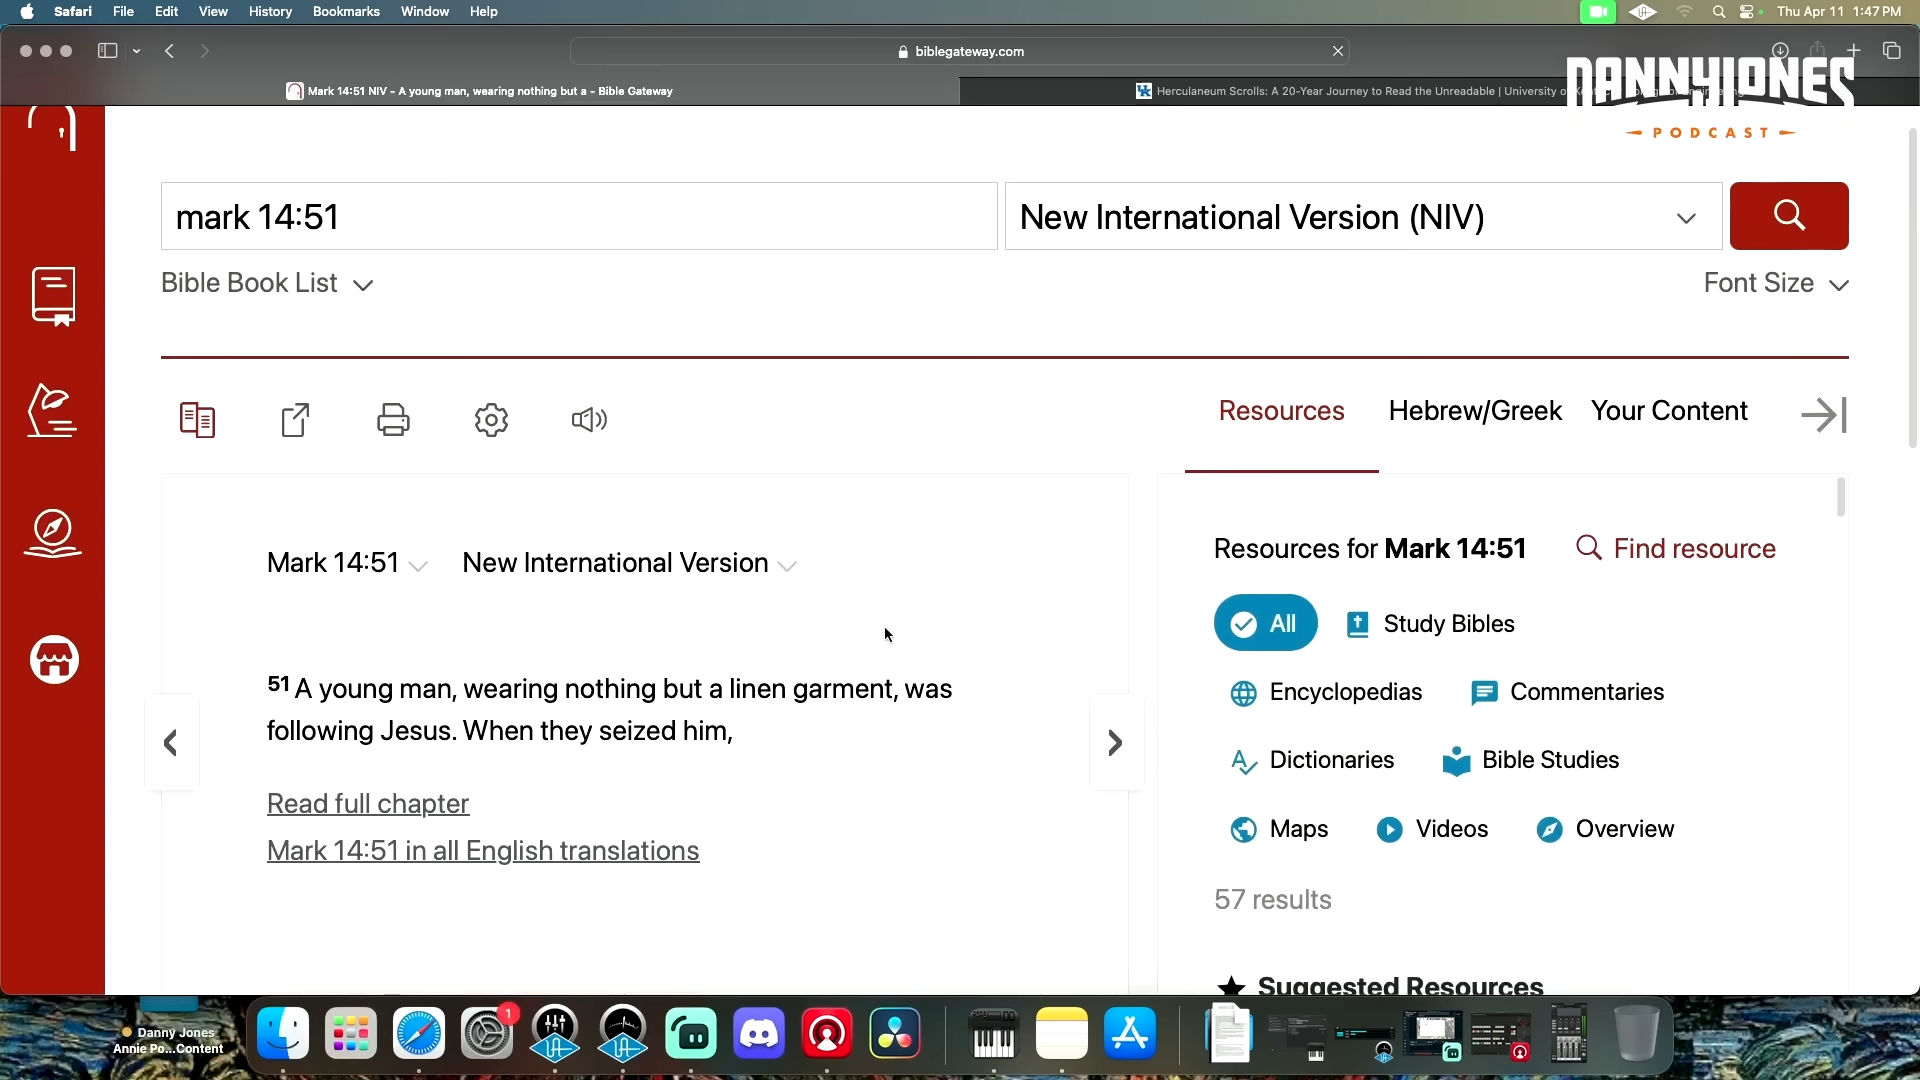 Safari File Edit View History Bookmarks Window Help
Thu Apr 11 1:47 PM
biblegateway.com
Mark 14:51 NIV - A young man, wearing nothing but a - Bible Gateway
Herculaneum Scrolls: A 20-Year Journey to Read the Unreadable | University
DANNY JONES
PODCAST
mark 14:51
New International Version (NIV)
Bible Book List
Font Size
Resources Hebrew/Greek Your Content
Mark 14:51 New International Version
51 A young man, wearing nothing but a linen garment, was
following Jesus. When they seized him,
Read full chapter
Mark 14:51 in all English translations
Resources for Mark 14:51 Find resource
All Study Bibles
Encyclopedias Commentaries
Dictionaries Bible Studies
Maps Videos Overview
57 results
Suggested Resources
Danny Jones
Annie Po...Content
1